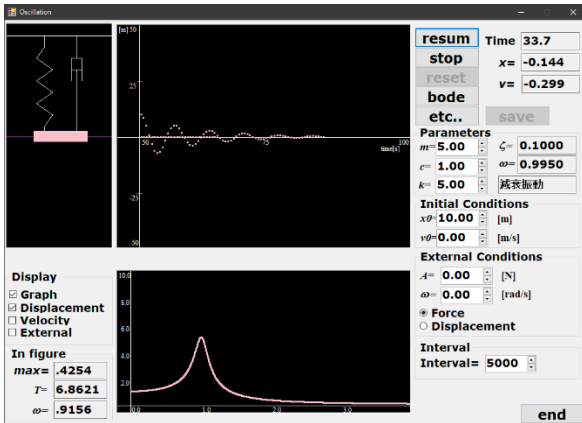 Oscillation
[m]50
25
50.
100
time[s]
-25
-50
resum
stop
reset
bode
etc..
save
Time 33.7
x= -0.144
v= -0.299
Parameters
m= 5.00 ζ= 0.1000
c= 1.00 ω= 0.9950
k= 5.00 減衰振動
Initial Conditions
x0= 10.00 [m]
v0= 0.00 [m/s]
External Conditions
A= 0.00 [N]
ω= 0.00 [rad/s]
Force
Displacement
Interval
Interval= 5000
end
Display
Graph
Displacement
Velocity
External
In figure
max= .4254
T= 6.8621
ω= .9156
10.0
8.0
6.0
4.0
2.0
0.0 1.0 2.0 3.0